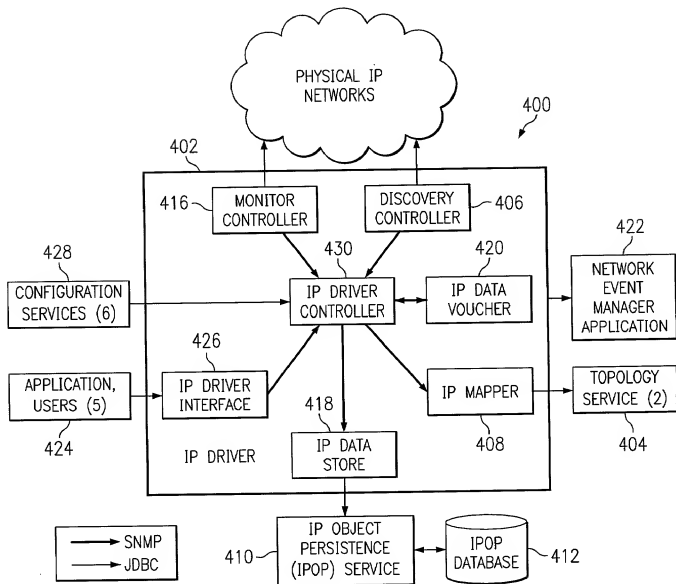 PHYSICAL IP
NETWORKS
400
402
416
MONITOR
CONTROLLER
DISCOVERY
CONTROLLER
406
422
428
430
420
NETWORK
EVENT
MANAGER
APPLICATION
CONFIGURATION
SERVICES (6)
IP DRIVER
CONTROLLER
IP DATA
VOUCHER
426
APPLICATION,
USERS (5)
IP DRIVER
INTERFACE
IP MAPPER
TOPOLOGY
SERVICE (2)
424
418
408
404
IP DRIVER
IP DATA
STORE
SNMP
JDBC
410
IP OBJECT
PERSISTENCE
(IPOP) SERVICE
IPOP
DATABASE
412